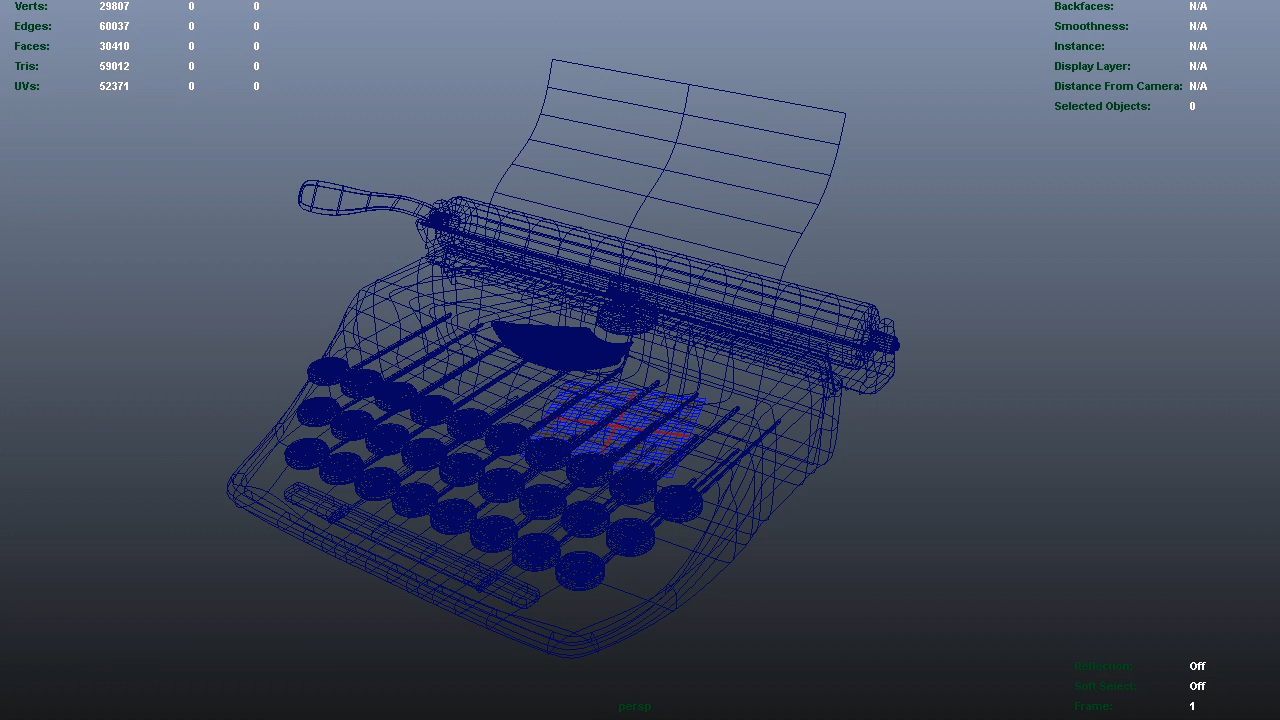 Verts: 29807 0 0
Edges: 60037 0 0
Faces: 30410 0 0
Tris: 59012 0 0
UVs: 52371 0 0
Backfaces: N/A
Smoothness: N/A
Instance: N/A
Display Layer: N/A
Distance From Camera: N/A
Selected Objects: 0
Reflection: Off
Soft Select: Off
persp
Frame: 1